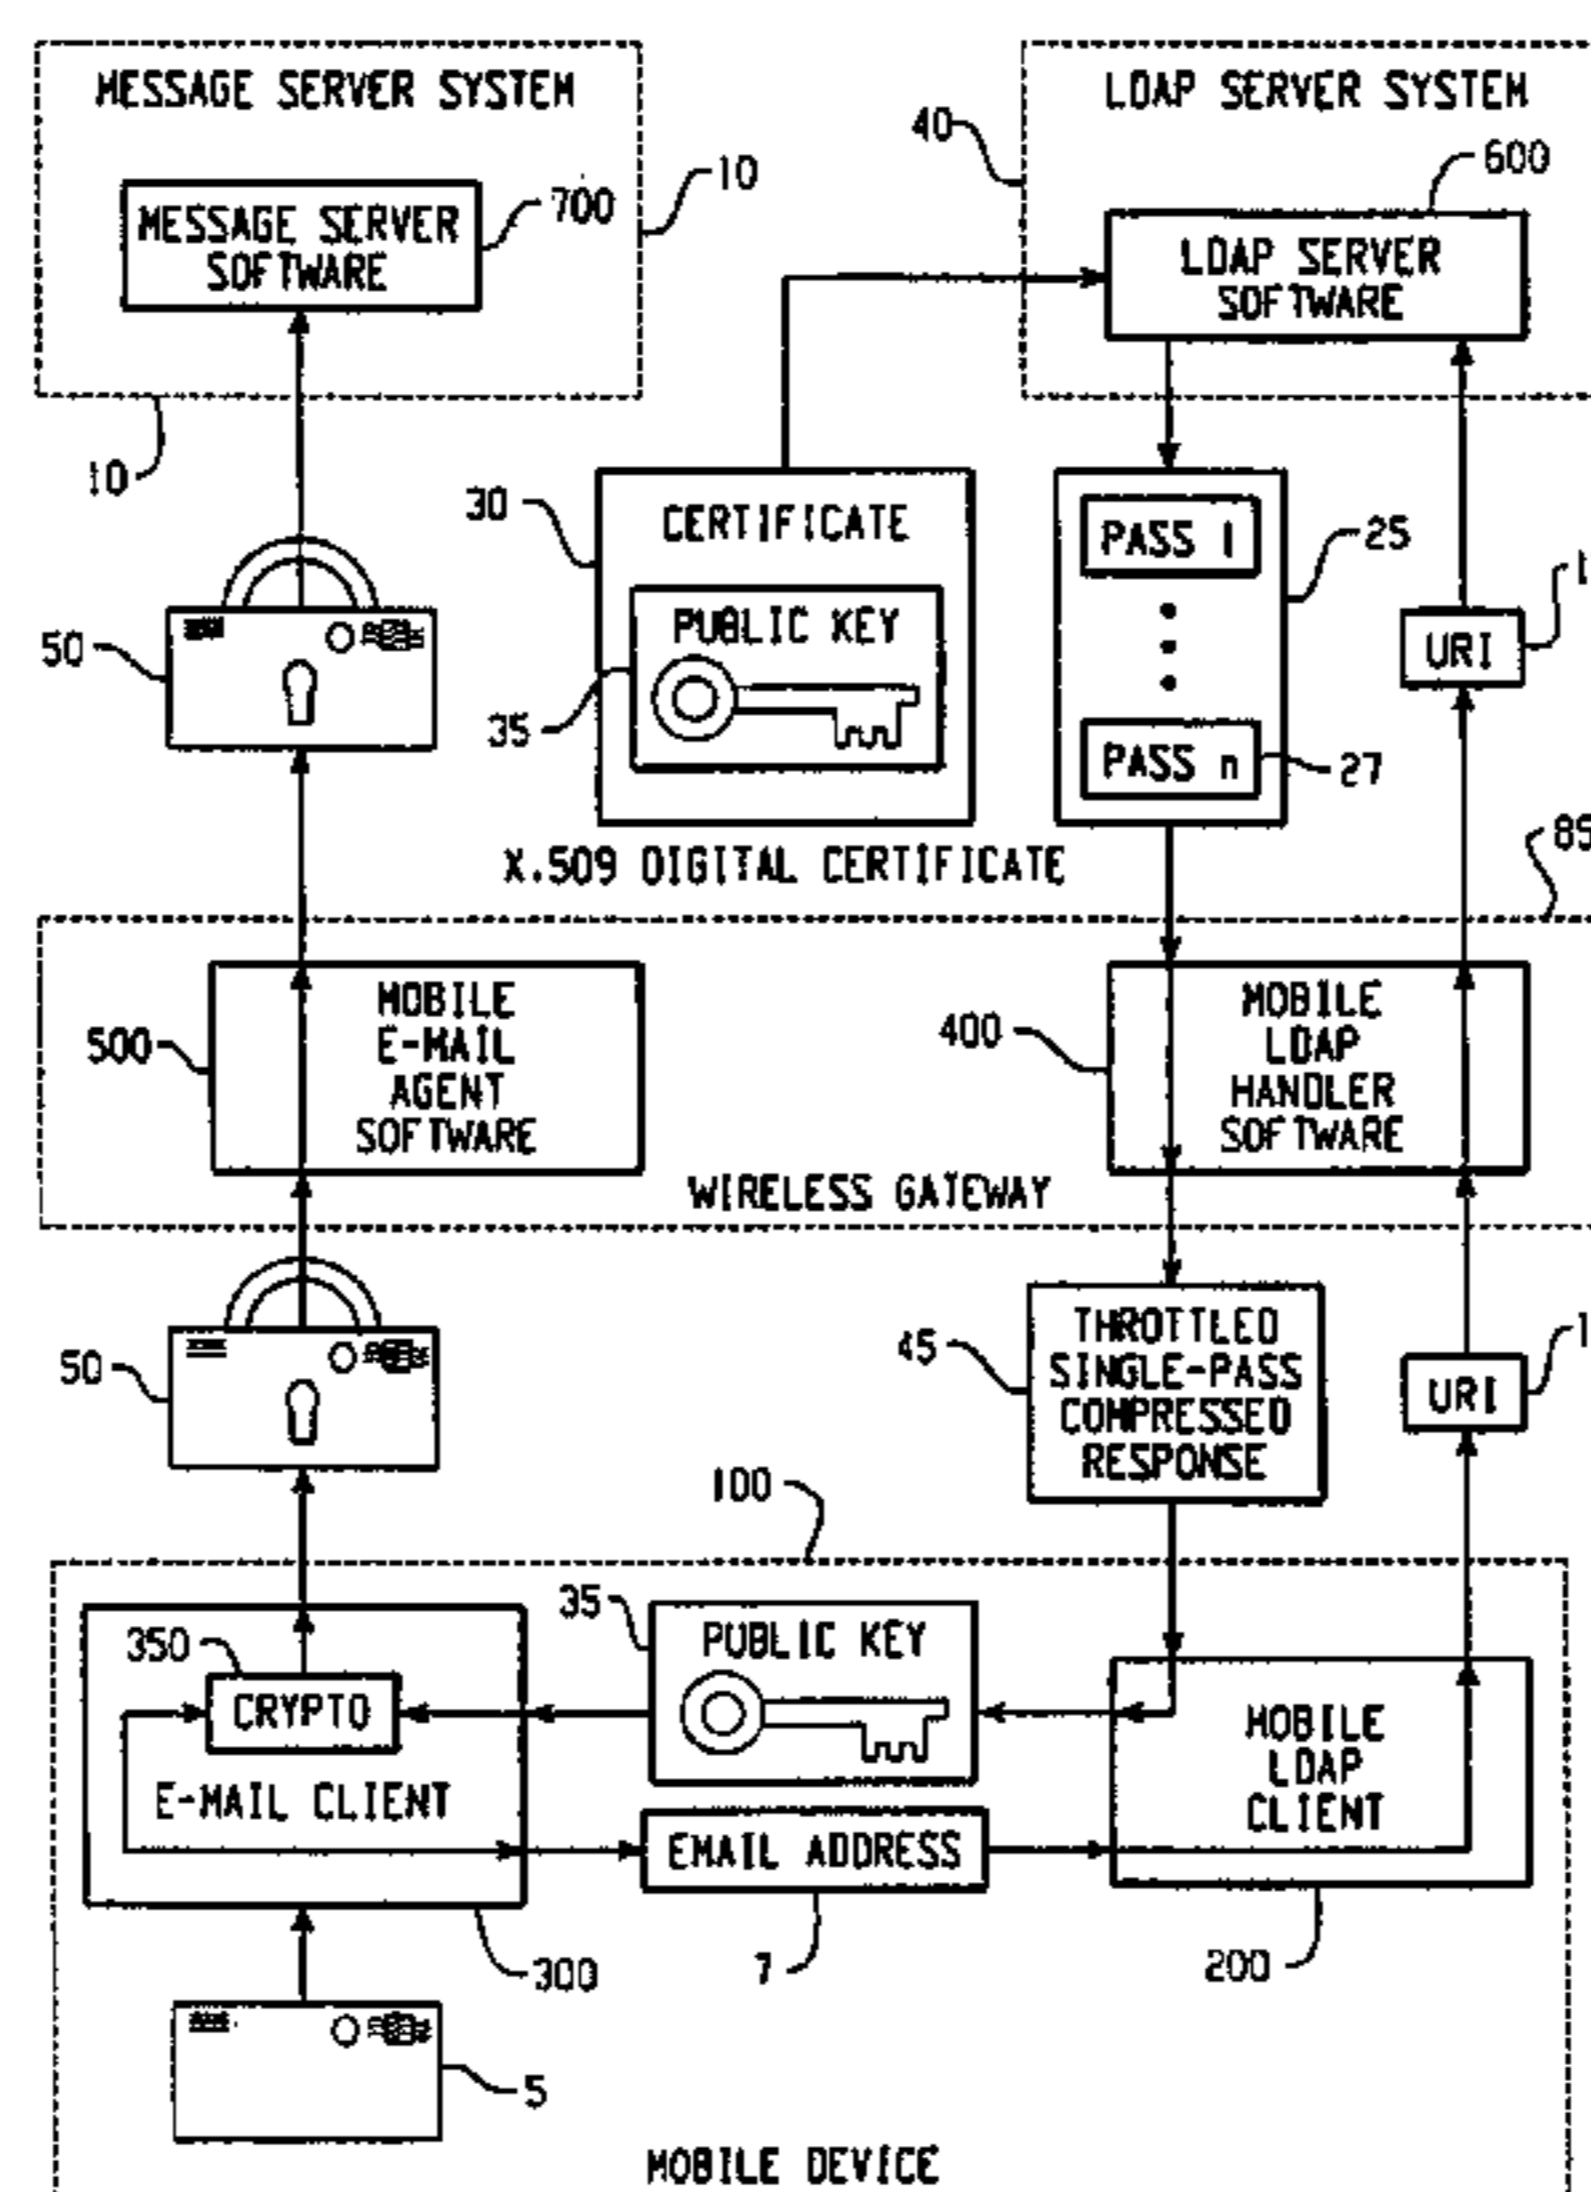 MESSAGE SERVER SYSTEM
LDAP SERVER SYSTEM
40
600
10
700
MESSAGE SERVER
SOFTWARE
LDAP SERVER
SOFTWARE
10
30
CERTIFICATE
PASS 1
25
50
PUBLIC KEY
URI
35
PASS n
27
X.509 DIGITAL CERTIFICATE
500
MOBILE
E-MAIL
AGENT
SOFTWARE
400
MOBILE
LDAP
HANDLER
SOFTWARE
WIRELESS GATEWAY
50
45
THROTTLED
SINGLE-PASS
COMPRESSED
RESPONSE
URI
100
35
PUBLIC KEY
350
CRYPTO
E-MAIL CLIENT
MOBILE
LDAP
CLIENT
EMAIL ADDRESS
300
7
200
5
MOBILE DEVICE